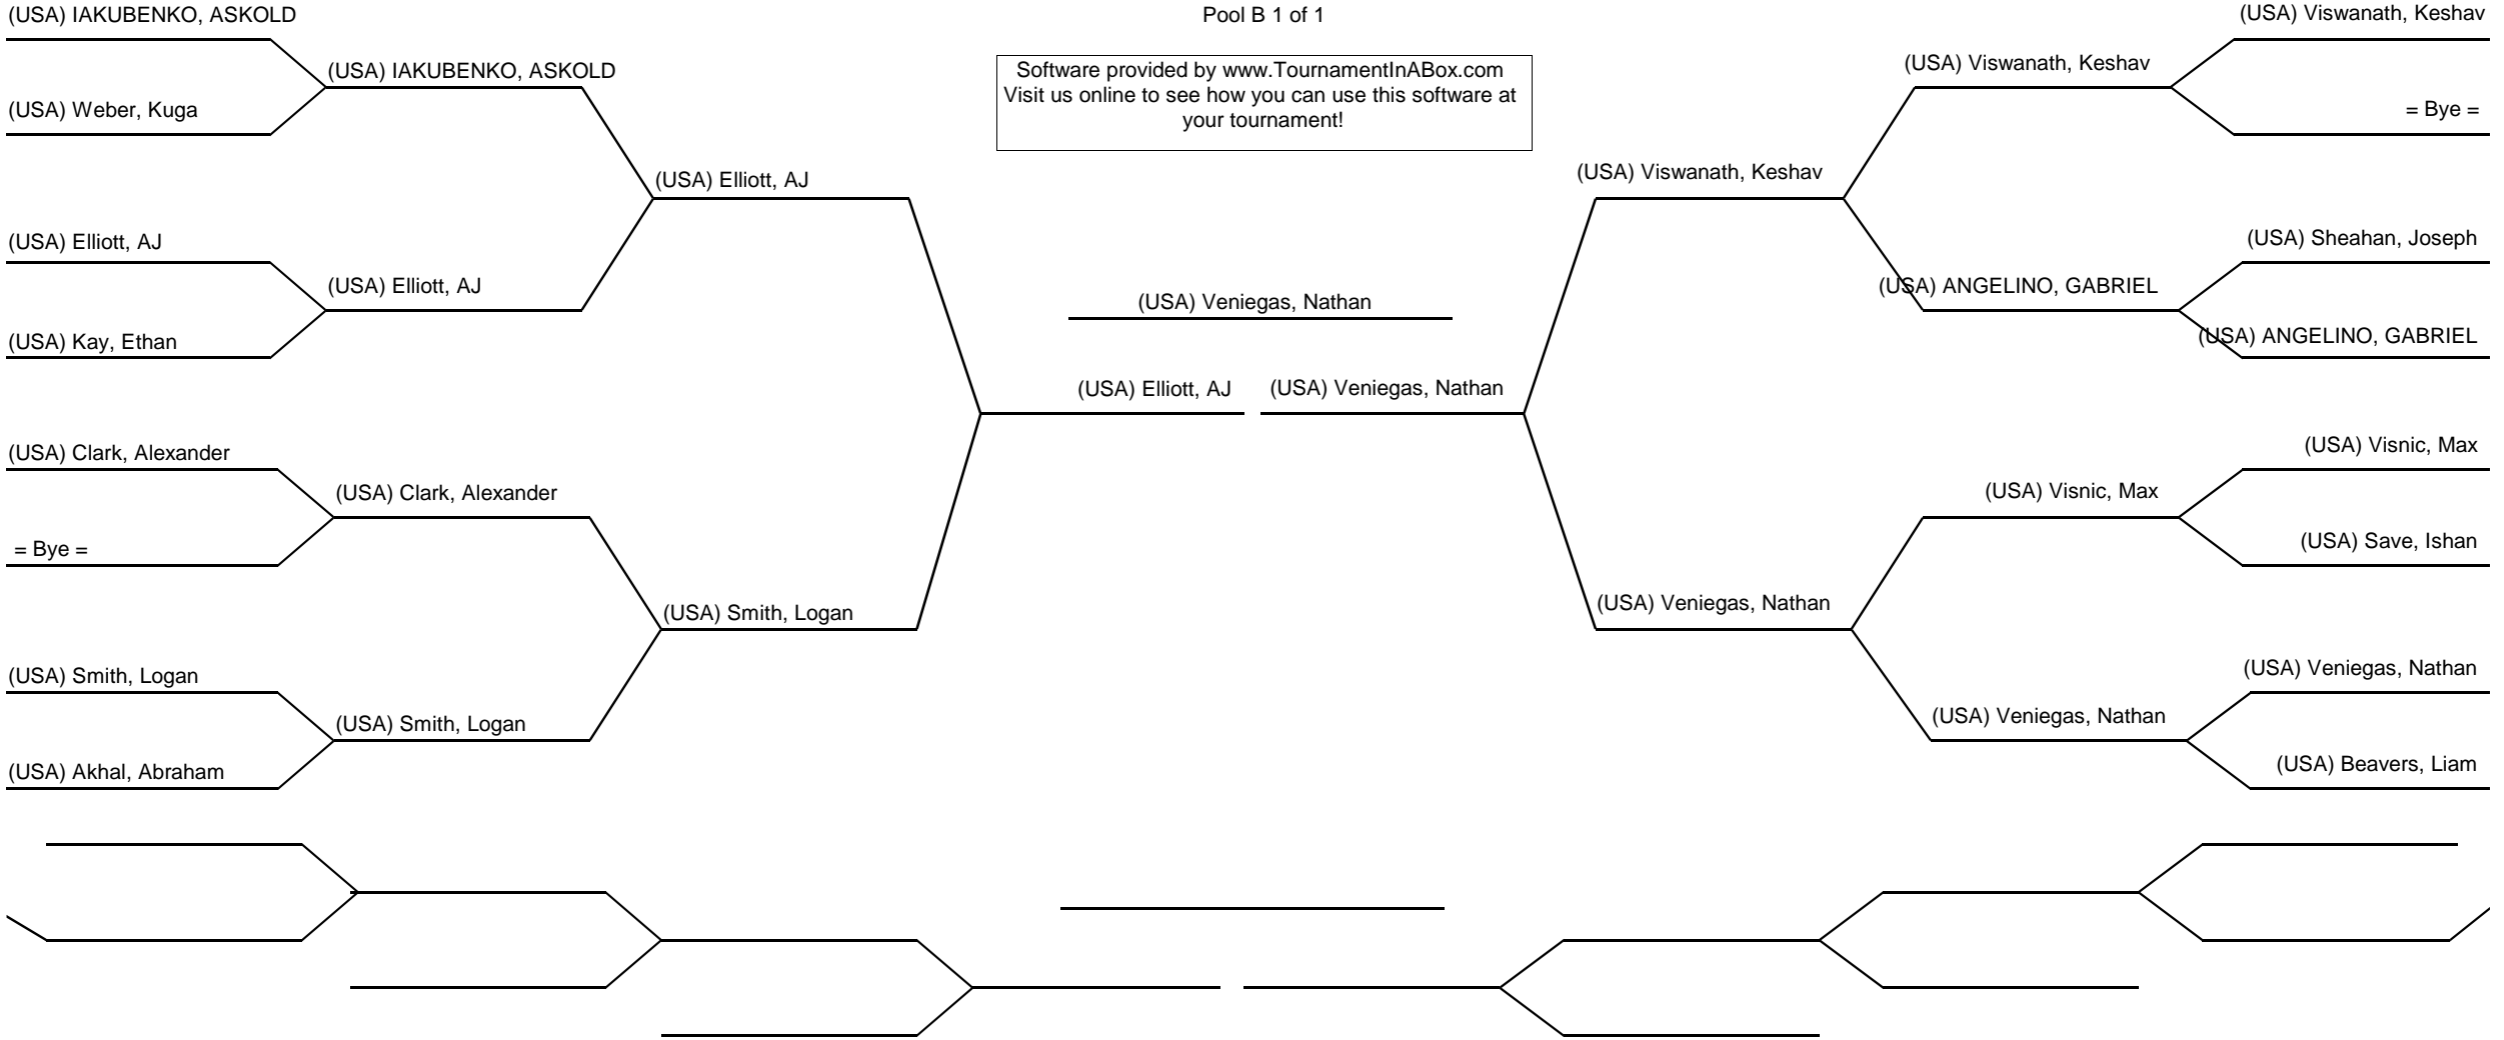 (USA) IAKUBENKO, ASKOLD
(USA) Weber, Kuga
(USA) Elliott, AJ
(USA) Kay, Ethan
(USA) Clark, Alexander
= Bye =
(USA) Smith, Logan
(USA) Akhal, Abraham
(USA) IAKUBENKO, ASKOLD
(USA) Elliott, AJ
(USA) Clark, Alexander
(USA) Smith, Logan
(USA) Elliott, AJ
(USA) Smith, Logan
Pool B 1 of 1
Software provided by www.TournamentInABox.com
Visit us online to see how you can use this software at
your tournament!
(USA) Veniegas, Nathan
(USA) Elliott, AJ
(USA) Veniegas, Nathan
(USA) Viswanath, Keshav
(USA) Veniegas, Nathan
(USA) Viswanath, Keshav
(USA) ANGELINO, GABRIEL
(USA) Visnic, Max
(USA) Veniegas, Nathan
(USA) Viswanath, Keshav
= Bye =
(USA) Sheahan, Joseph
(USA) ANGELINO, GABRIEL
(USA) Visnic, Max
(USA) Save, Ishan
(USA) Veniegas, Nathan
(USA) Beavers, Liam